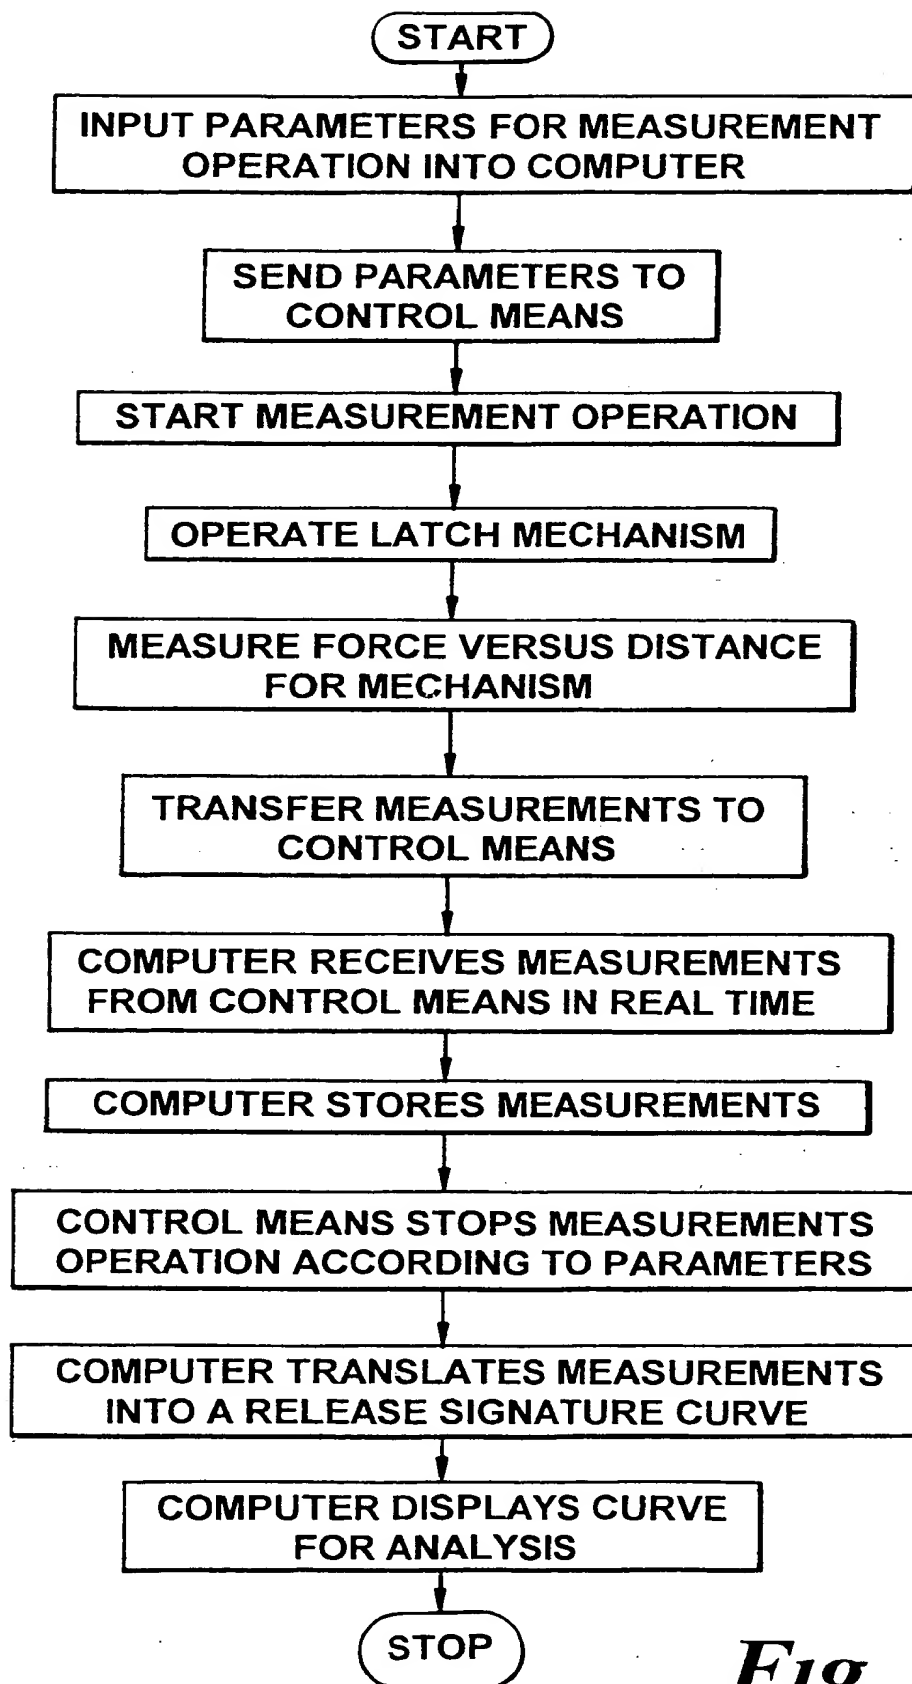 START
INPUT PARAMETERS FOR MEASUREMENT
OPERATION INTO COMPUTER
SEND PARAMETERS TO
CONTROL MEANS
START MEASUREMENT OPERATION
OPERATE LATCH MECHANISM
MEASURE FORCE VERSUS DISTANCE
FOR MECHANISM
TRANSFER MEASUREMENTS TO
CONTROL MEANS
COMPUTER RECEIVES MEASUREMENTS
FROM CONTROL MEANS IN REAL TIME
COMPUTER STORES MEASUREMENTS
CONTROL MEANS STOPS MEASUREMENTS
OPERATION ACCORDING TO PARAMETERS
COMPUTER TRANSLATES MEASUREMENTS
INTO A RELEASE SIGNATURE CURVE
COMPUTER DISPLAYS CURVE
FOR ANALYSIS
STOP
Fig